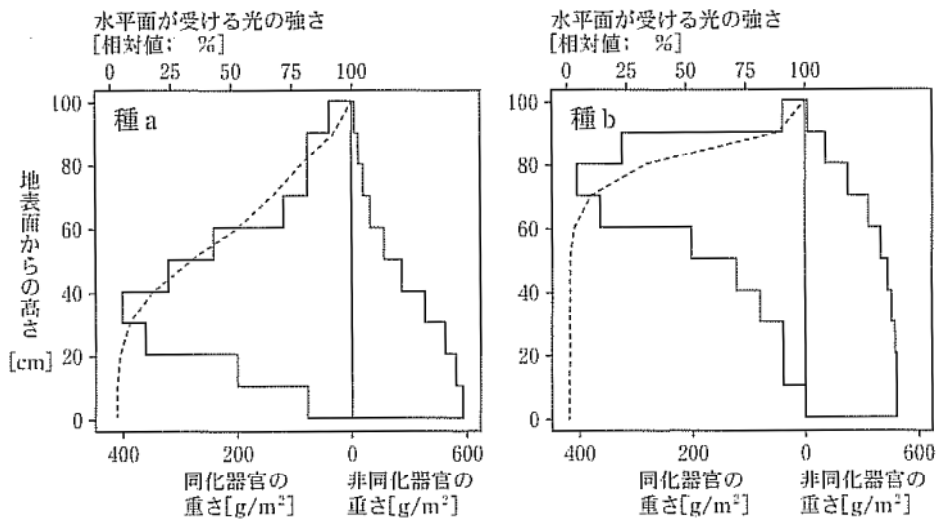 水平面が受ける光の強さ
[相対値； %]
0 25 50 75 100
種a
100
80
60
40
20
0
地表面からの高さ
[cm]
400 200 0 600
同化器官の
重さ[g/m²]
非同化器官の
重さ[g/m²]
水平面が受ける光の強さ
[相対値； %]
0 25 50 75 100
種b
100
80
60
40
20
0
400 200 0 600
同化器官の
重さ[g/m²]
非同化器官の
重さ[g/m²]